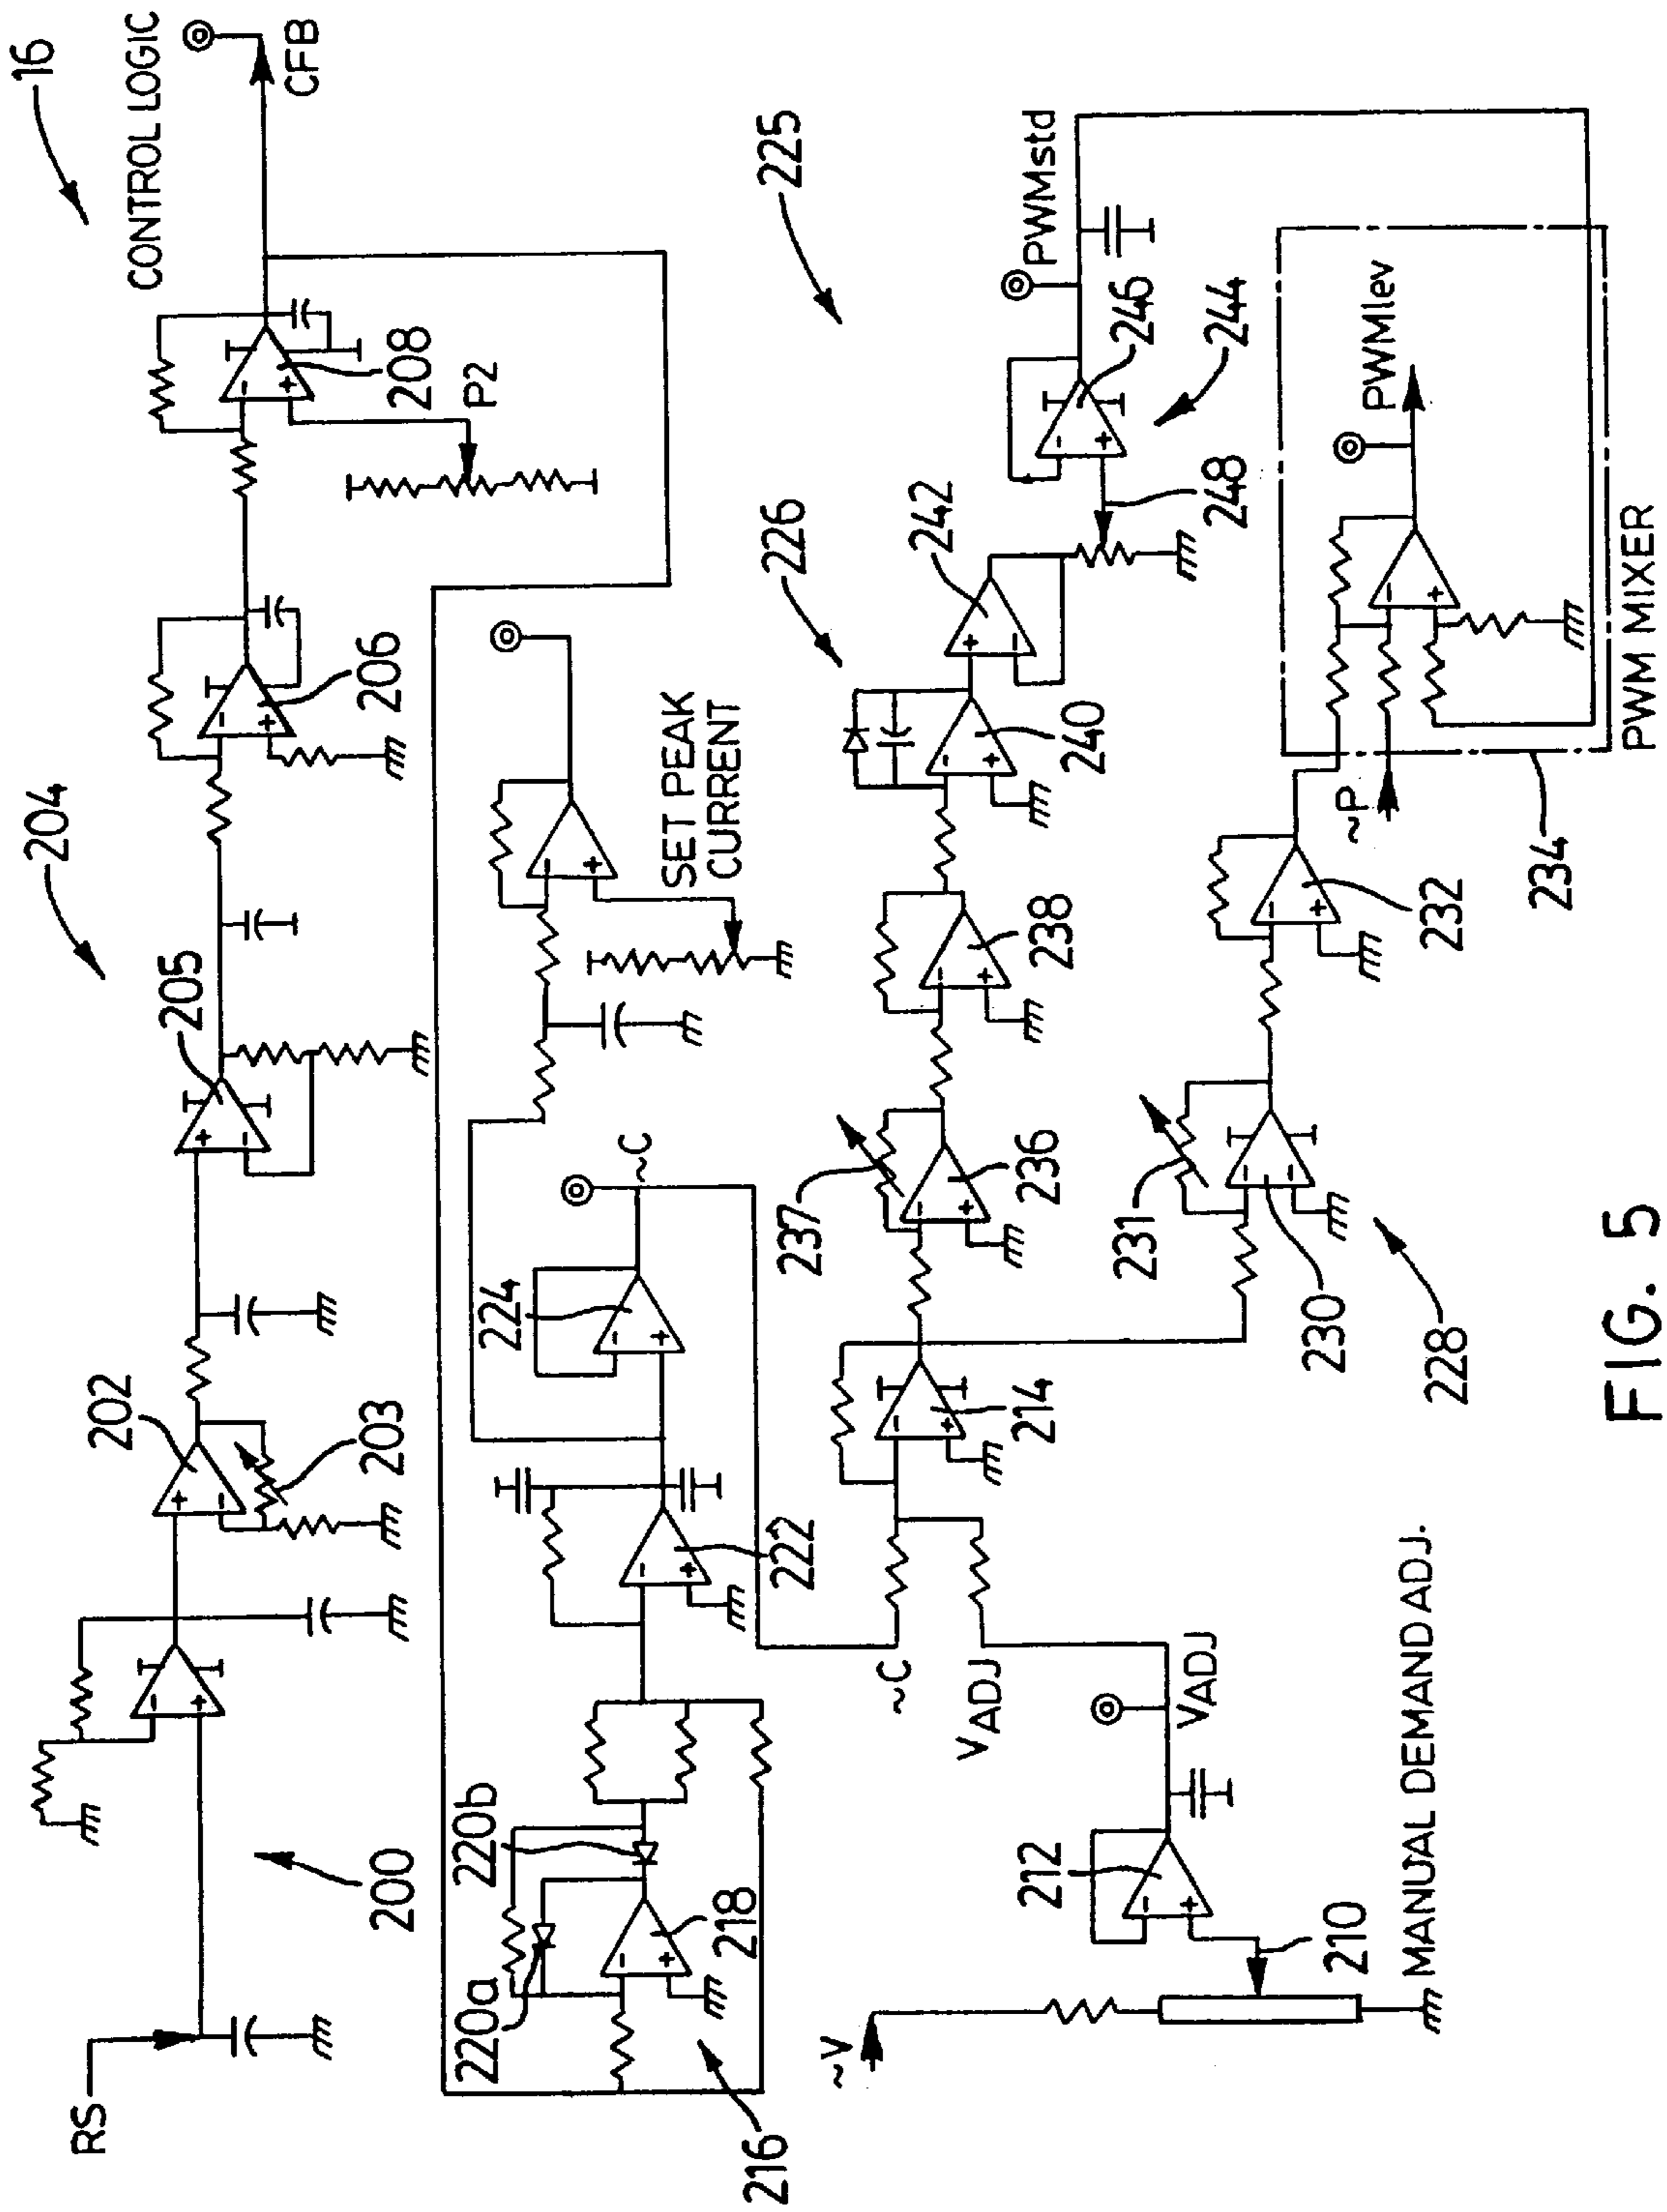 16
CONTROL LOGIC
CFB
204
RS
200
202
203
205
206
208
P2
216
218
220a
220b
222
224
~C
SET PEAK
CURRENT
225
226
~C
VADJ
214
237
236
238
240
242
248
246
244
PWMstd
~V
210
212
VADJ
MANUAL DEMAND ADJ.
228
230
231
232
~P
234
PWMlev
PWM MIXER
FIG. 5